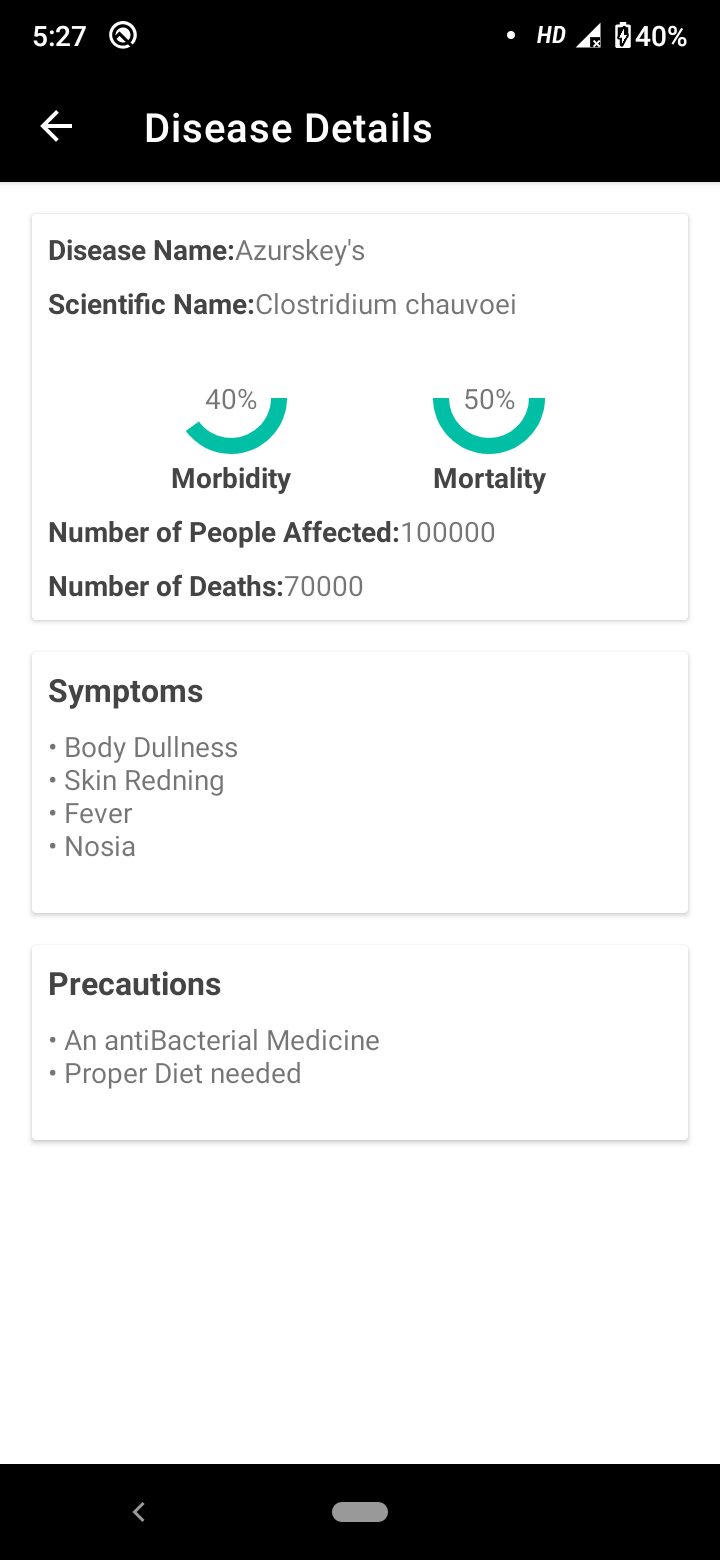 5:27 HD 40%
Disease Details
Disease Name:Azurskey's
Scientific Name:Clostridium chauvoei
40% 50%
Morbidity Mortality
Number of People Affected:100000
Number of Deaths:70000
Symptoms
• Body Dullness
• Skin Redning
• Fever
• Nosia
Precautions
• An antiBacterial Medicine
• Proper Diet needed